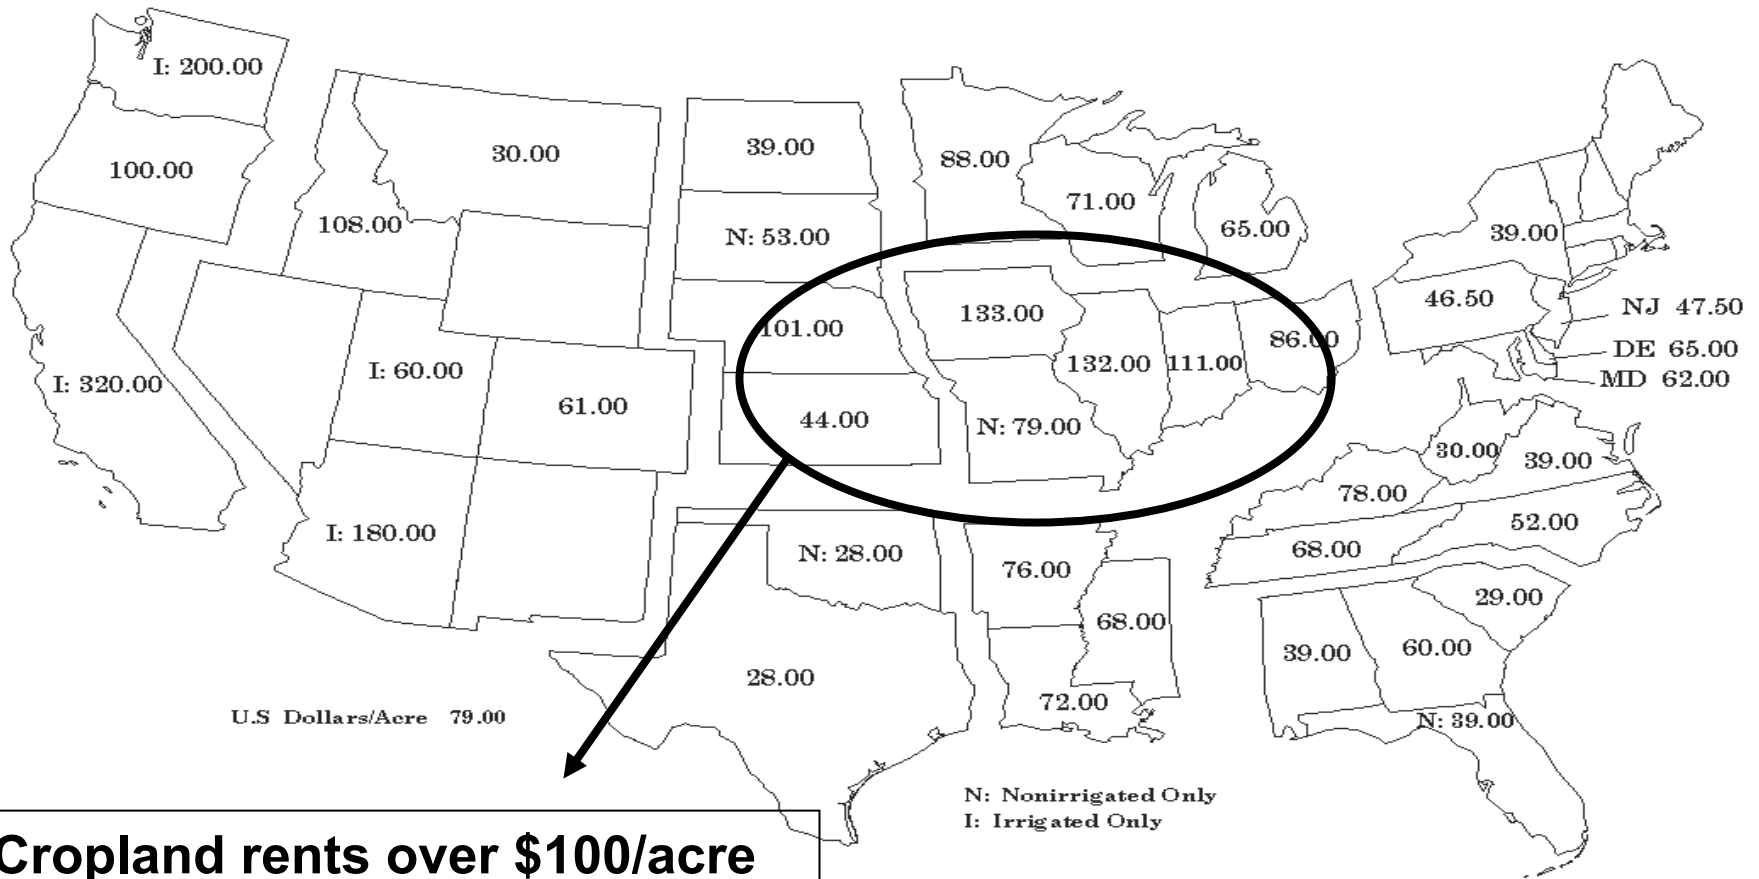 I: 200.00
100.00
30.00
108.00
39.00
N: 53.00
88.00
71.00
65.00
39.00
46.50
NJ 47.50
DE 65.00
MD 62.00
I: 320.00
I: 60.00
61.00
101.00
44.00
133.00
132.00
111.00
86.00
N: 79.00
30.00
39.00
78.00
52.00
68.00
I: 180.00
N: 28.00
76.00
68.00
29.00
39.00
60.00
28.00
72.00
N: 39.00
U.S Dollars/Acre 79.00
N: Nonirrigated Only
I: Irrigated Only
Cropland rents over $100/acre